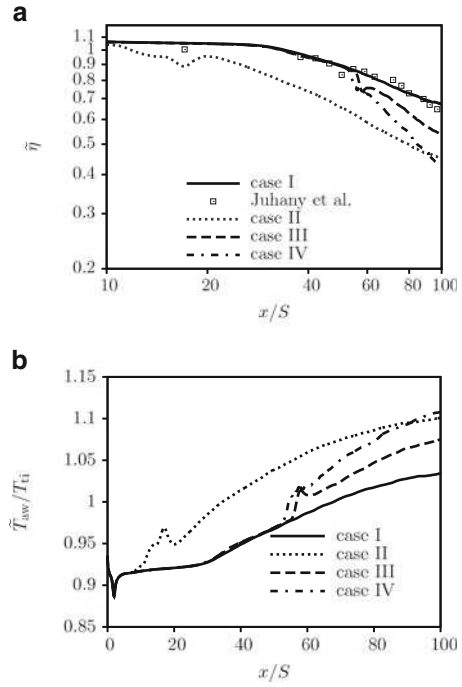 a
1.1
1
0.9
0.8
0.7
0.6
0.5
0.4
0.3
0.2
η̃
case I
Juhany et al.
case II
case III
case IV
10 20 40 60 80 100
x/S
b
1.15
1.1
1.05
1
0.95
0.9
0.85
T̃aw/Tti
case I
case II
case III
case IV
0 20 40 60 80 100
x/S